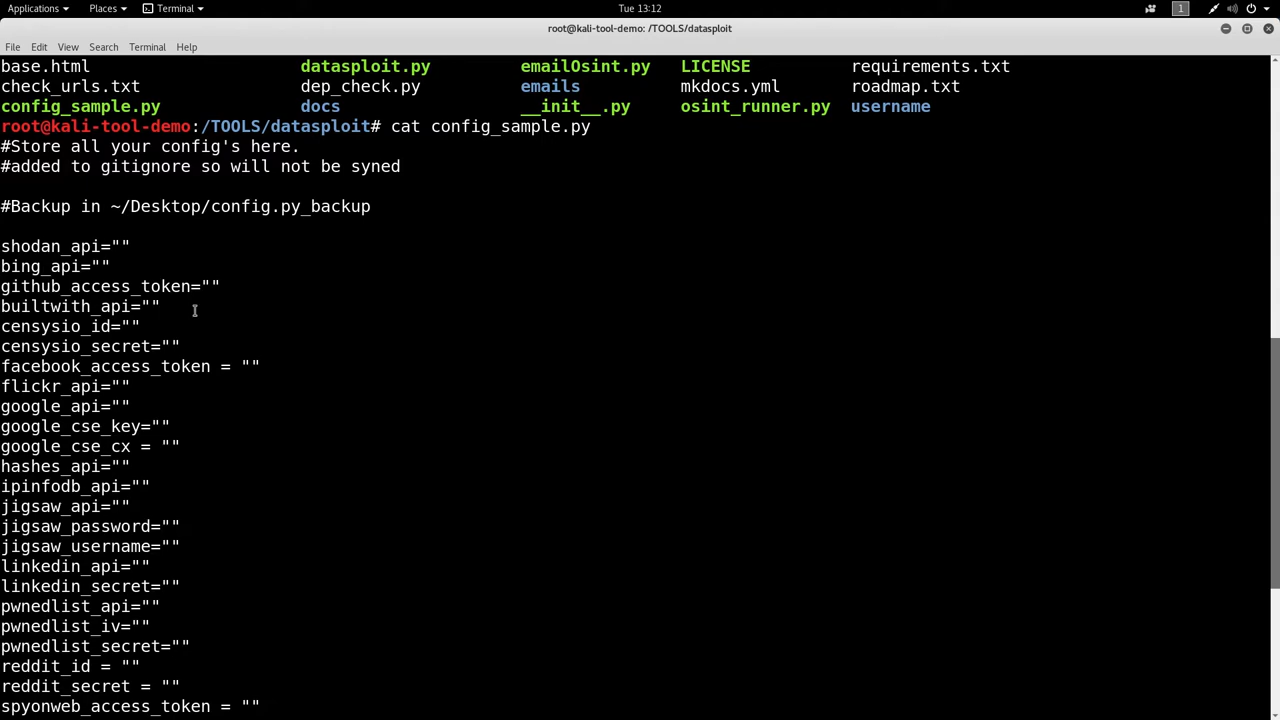 Applications Places Terminal Tue 13:12 1
root@kali-tool-demo: /TOOLS/datasploit
File Edit View Search Terminal Help
base.html datasploit.py emailOsint.py LICENSE requirements.txt
check_urls.txt dep_check.py emails mkdocs.yml roadmap.txt
config_sample.py docs __init__.py osint_runner.py username
root@kali-tool-demo:/TOOLS/datasploit# cat config_sample.py
#Store all your config's here.
#added to gitignore so will not be syned
#Backup in ~/Desktop/config.py_backup
shodan_api=""
bing_api=""
github_access_token=""
builtwith_api=""
censysio_id=""
censysio_secret=""
facebook_access_token = ""
flickr_api=""
google_api=""
google_cse_key=""
google_cse_cx = ""
hashes_api=""
ipinfodb_api=""
jigsaw_api=""
jigsaw_password=""
jigsaw_username=""
linkedin_api=""
linkedin_secret=""
pwnedlist_api=""
pwnedlist_iv=""
pwnedlist_secret=""
reddit_id = ""
reddit_secret = ""
spyonweb_access_token = ""